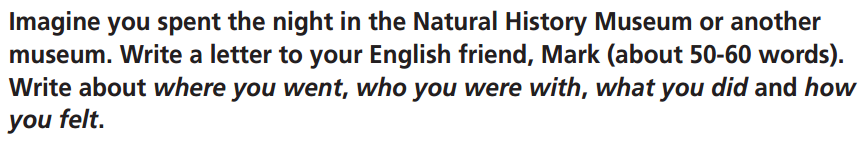 Imagine you spent the night in the Natural History Museum or another
museum. Write a letter to your English friend, Mark (about 50-60 words).
Write about where you went, who you were with, what you did and how
you felt.